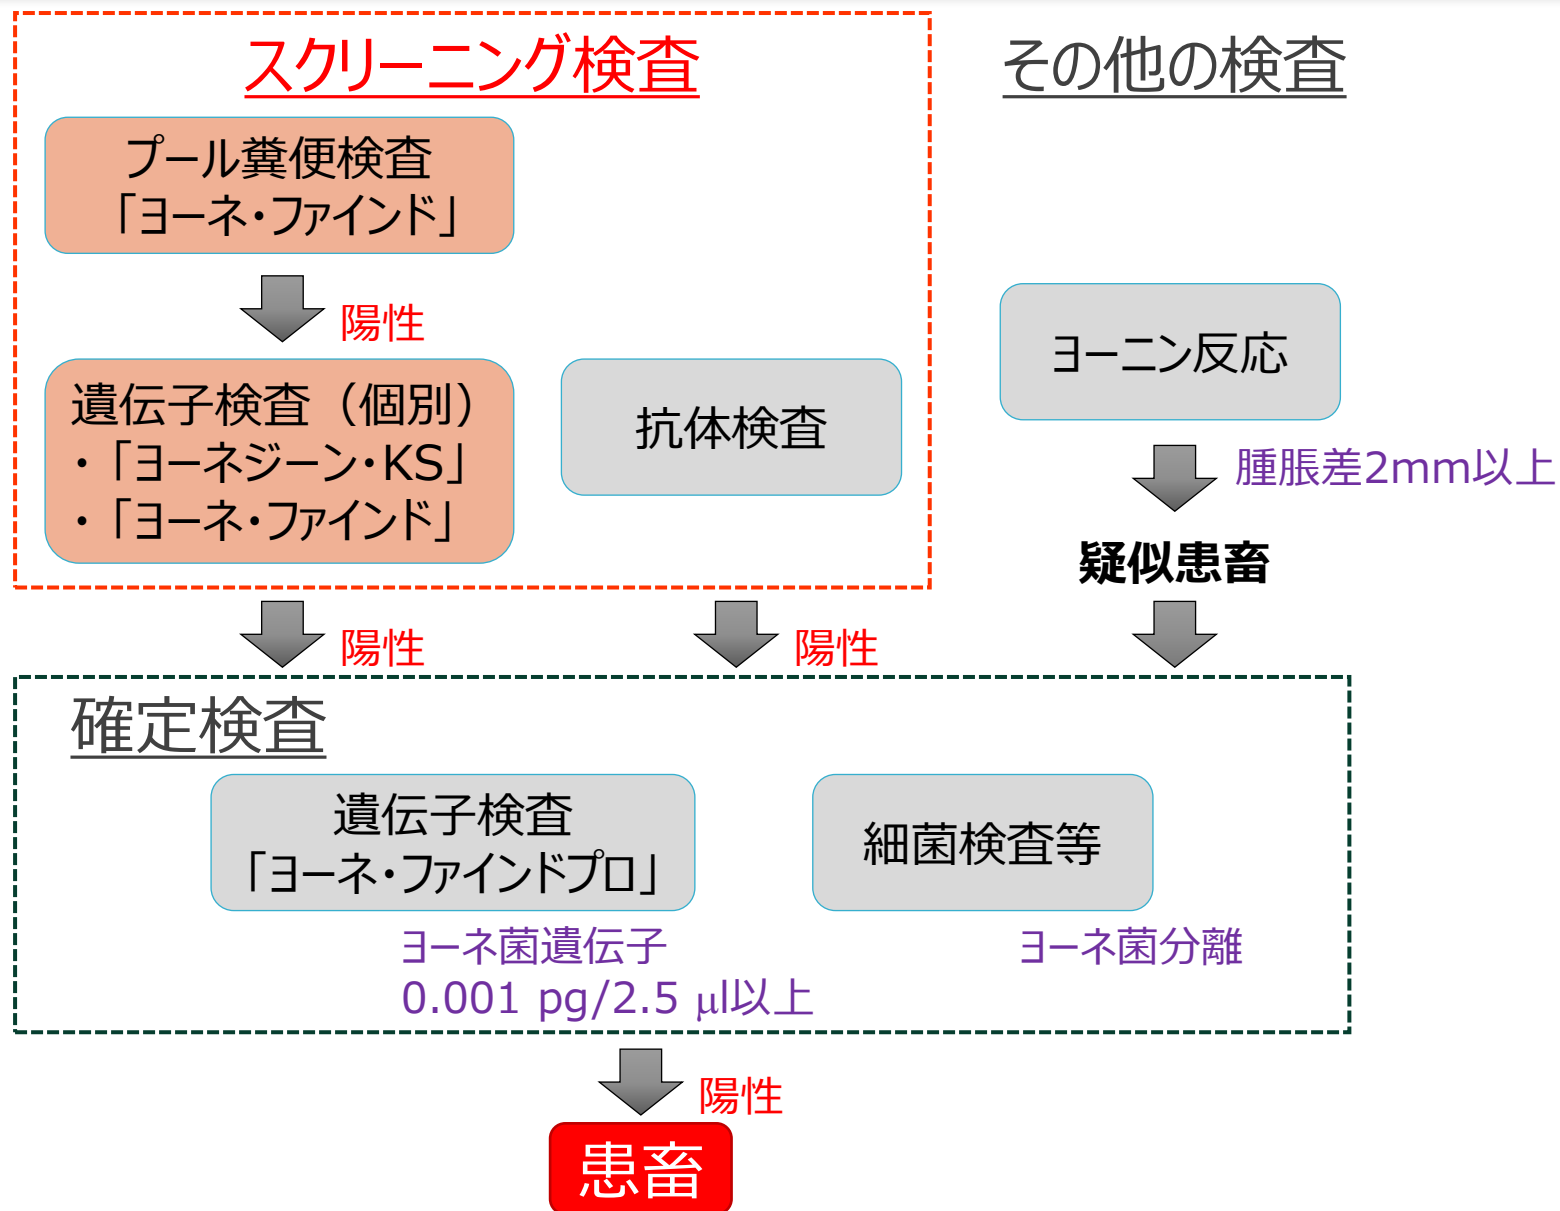 スクリーニング検査
プール糞便検査
「ヨーネ・ファインド」
陽性
遺伝子検査（個別）
・「ヨーネジーン・KS」
・「ヨーネ・ファインド」
抗体検査
陽性
陽性
その他の検査
ヨーニン反応
腫脹差2mm以上
疑似患畜
確定検査
遺伝子検査
「ヨーネ・ファインドプロ」
ヨーネ菌遺伝子
0.001 pg/2.5 μl以上
細菌検査等
ヨーネ菌分離
陽性
患畜